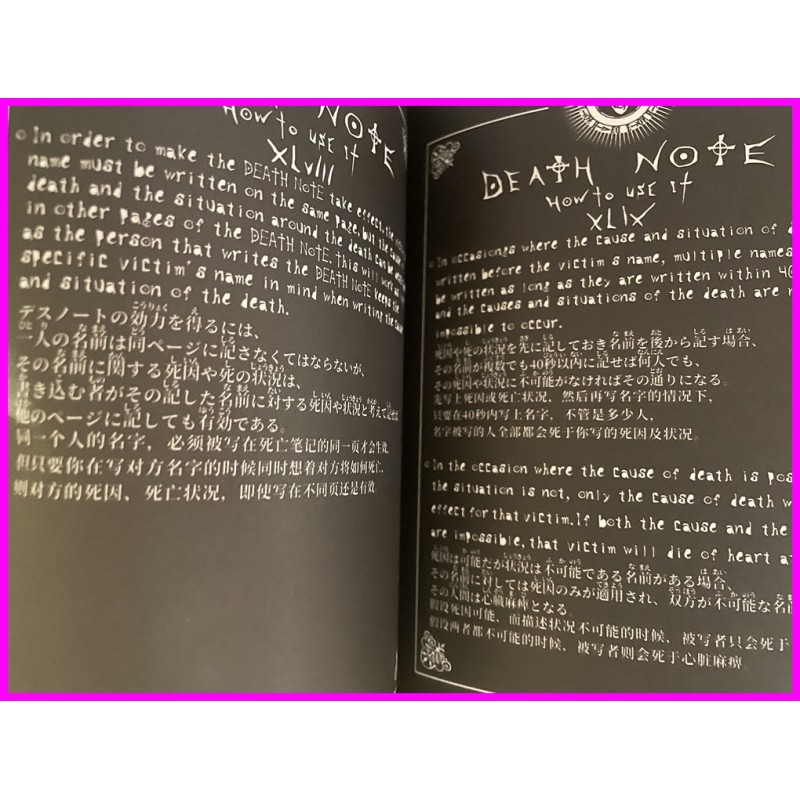 NOTE
How to use it
XLVIII
In order to make the DEATH NOTE take effect, the
name must be written on the same page, but the
death and the situation around the death can be
in other pages of the DEATH NOTE. this will work
as the person that writes the DEATH NOTE keeps the
specific victim's name in mind when writing the cause
and situation of the death.
デスノートの効力を得るには、
一人の名前は同ページに記さなくてはならないが、
その名前に関する死因や死の状況は、
書き込む者がその記した名前に対する死因や状況と考えて
他のページに記しても有効である。
同一个人的名字，必须被写在死亡笔记的同一页才会生效，
但只要你在写对方名字的时候同时想着对方将如何死亡，
则对方的死因、死亡状况，即使写在不同页还是有效。
DEATH NOTE
How to use it
XLIX
In occasiongs where the cause and situation of
written before the victim's name, multiple names
be written as long as they are written within 40
and the causes and situations of the death are
impossible to occur.
死因や死の状況を先に記しておき名前を後から記す場合、
その名前が複数でも40秒以内に記せば何人でも、
その死因や状況に不可能がなければその通りになる。
先写上死因或死亡状况，然后再写名字的情况下，
只要在40秒内写上名字，不管是多少人，
名字被写的人全部都会死于你写的死因及状况。
In the occasion where the cause of death is
the situation is not, only the cause of death
effect for that victim. If both the cause and the
are impossible, that victim will die of heart
死因は可能だが状況は不可能である名前がある場合、
その名前に対しては死因のみが適用され、双方が不可能な
その人間は心臓麻痺となる。
假设死因可能，而描述状况不可能的时候，被写者只会死于
假设两者都不可能的时候，被写者则会死于心脏麻痹。